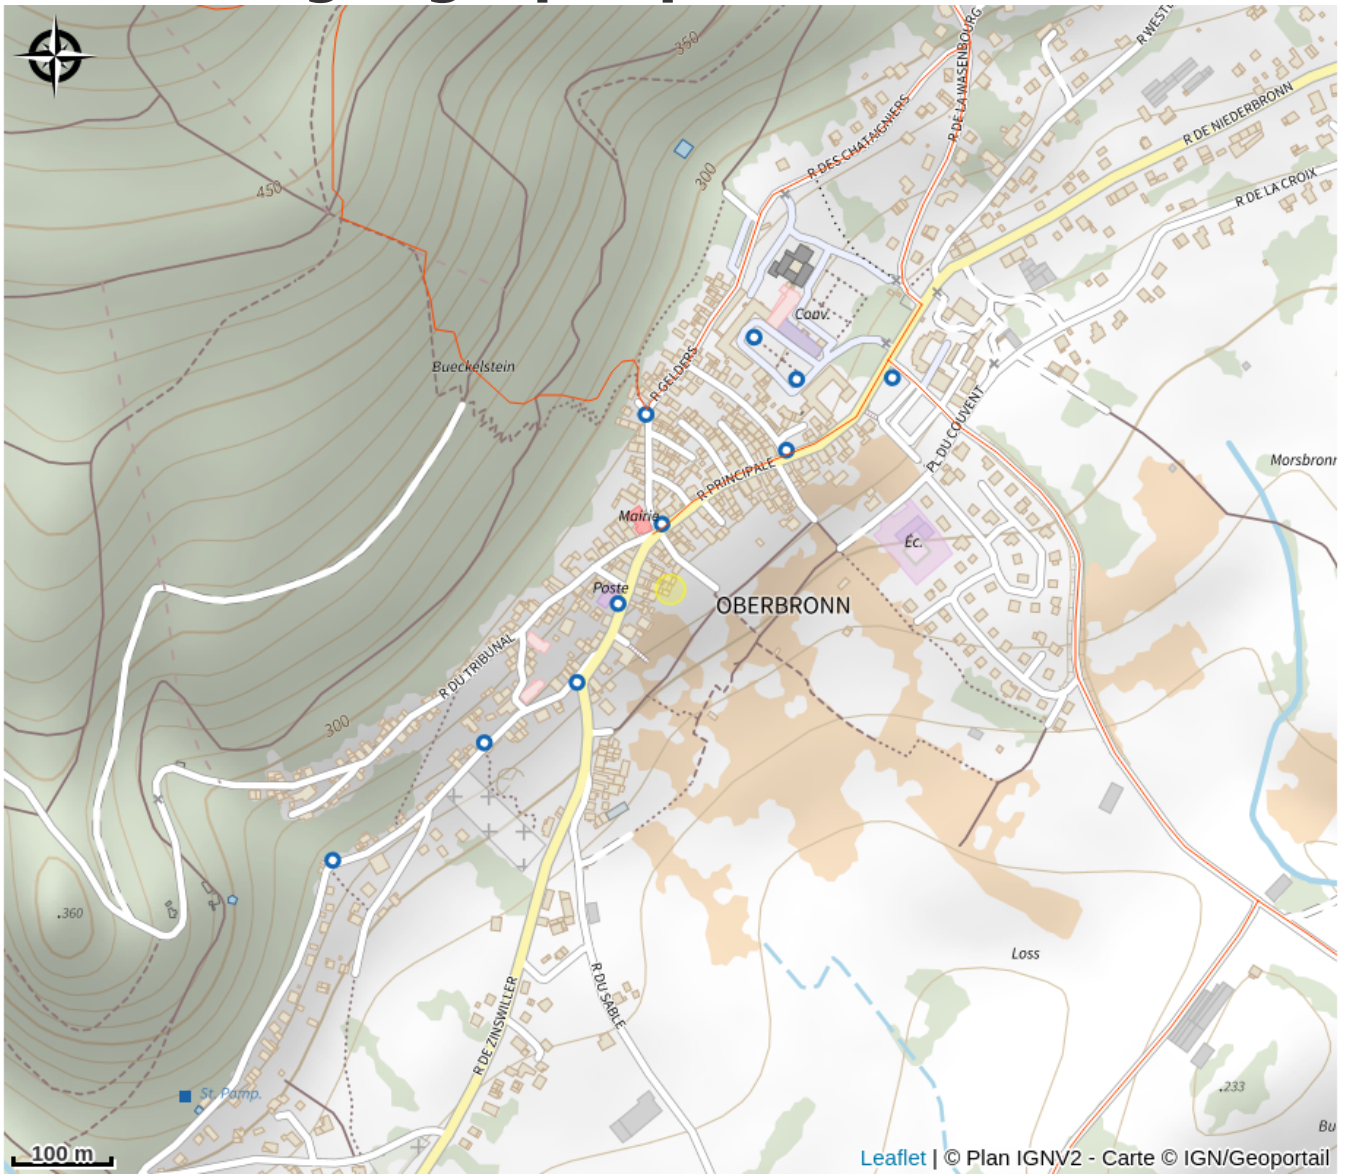 350
R DE LA WASENBOURG
R DES CHATAIGNIERS
R DE NIEDERBRONN
R DE LA CROIX
300
450
Conv.
Bueckelstein
R GELDERS
PL DU COUVENT
R PRINCIPALE
Morsbronn
Mairie
Éc.
Poste
OBERBRONN
R DU TRIBUNAL
300
.360
Loss
R DU SABLE
R DE ZINSWILLER
St. Pamp.
.233
Bu
100 m
Leaflet | © Plan IGNV2 - Carte © IGN/Geoportail